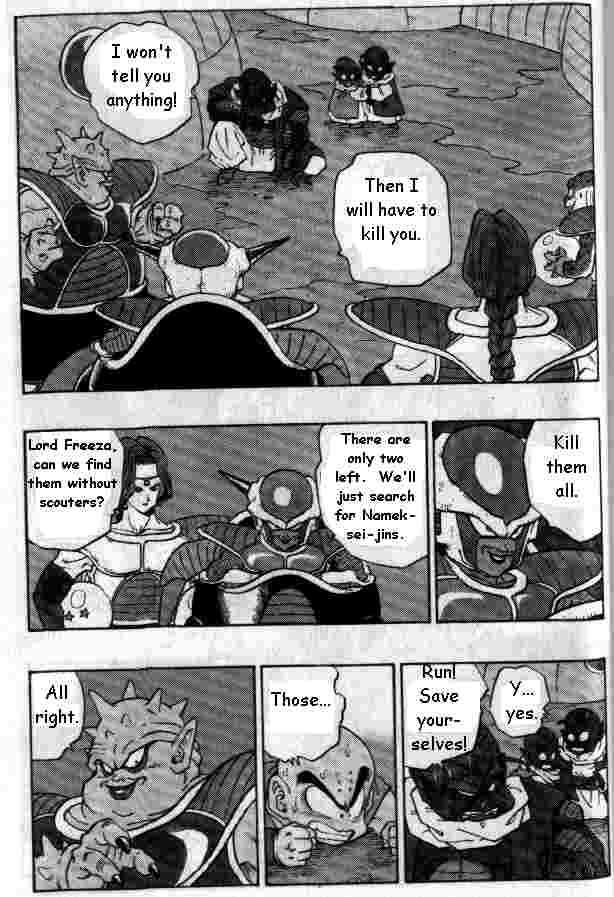 I won't
tell you
anything!
Then I
will have to
kill you.
Lord Freeza,
can we find
them without
scouters?
There are
only two
left. We'll
just search
for Namek-
sei-jins.
Kill
them
all.
All
right.
Those...
Run!
Save
your-
selves!
Y...
yes.